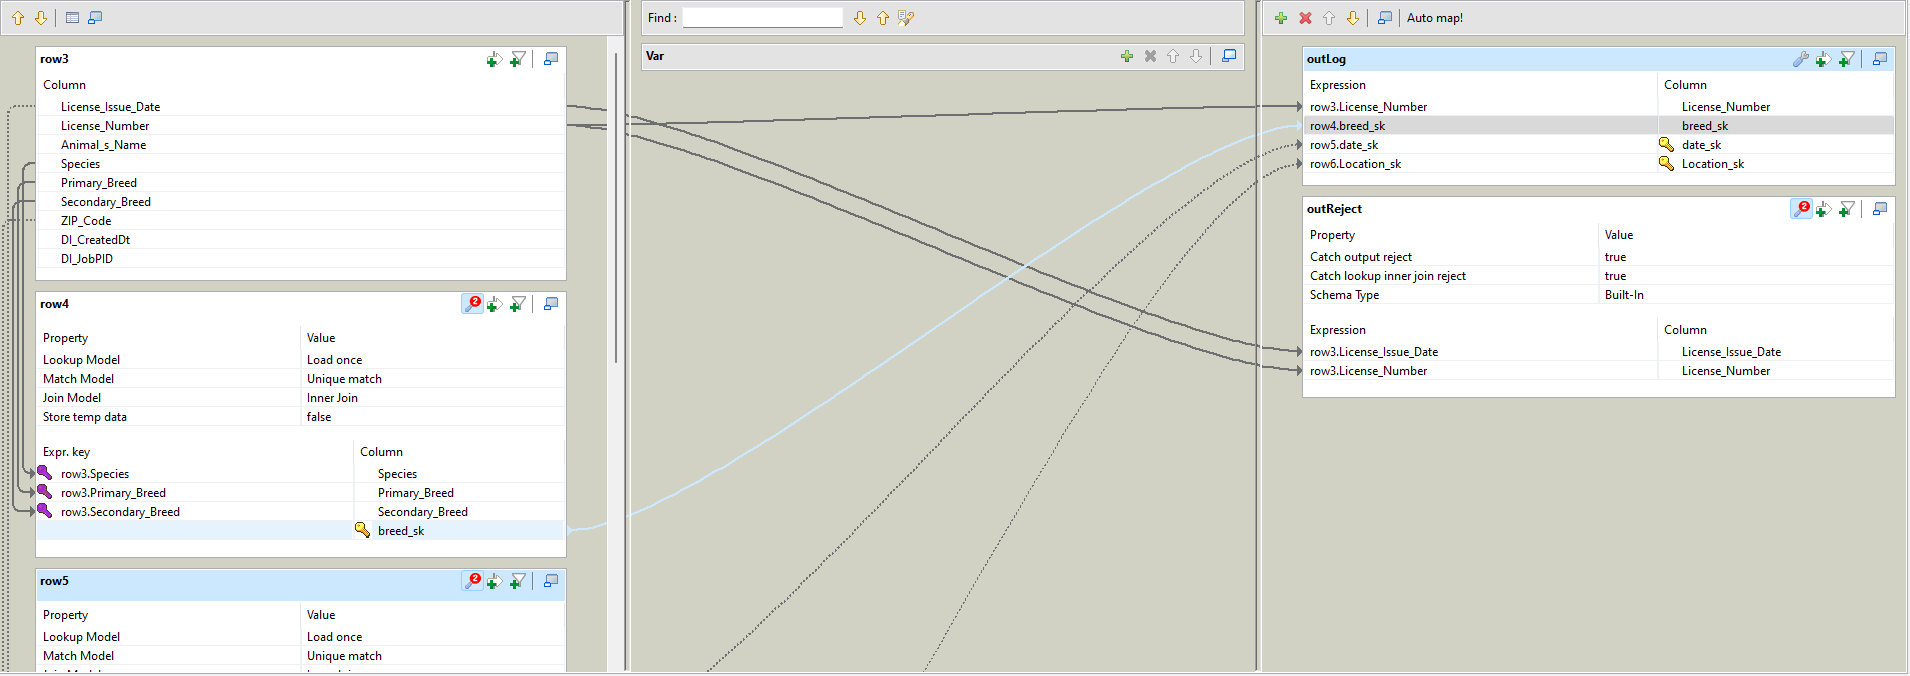 Find :
Auto map!
row3
Column
License_Issue_Date
License_Number
Animal_s_Name
Species
Primary_Breed
Secondary_Breed
ZIP_Code
DI_CreatedDt
DI_JobPID
row4
2
Property Value
Lookup Model Load once
Match Model Unique match
Join Model Inner Join
Store temp data false
Expr. key Column
row3.Species Species
row3.Primary_Breed Primary_Breed
row3.Secondary_Breed Secondary_Breed
breed_sk
row5
2
Property Value
Lookup Model Load once
Match Model Unique match
Var
outLog
Expression Column
row3.License_Number License_Number
row4.breed_sk breed_sk
row5.date_sk date_sk
row6.Location_sk Location_sk
outReject
2
Property Value
Catch output reject true
Catch lookup inner join reject true
Schema Type Built-In
Expression Column
row3.License_Issue_Date License_Issue_Date
row3.License_Number License_Number